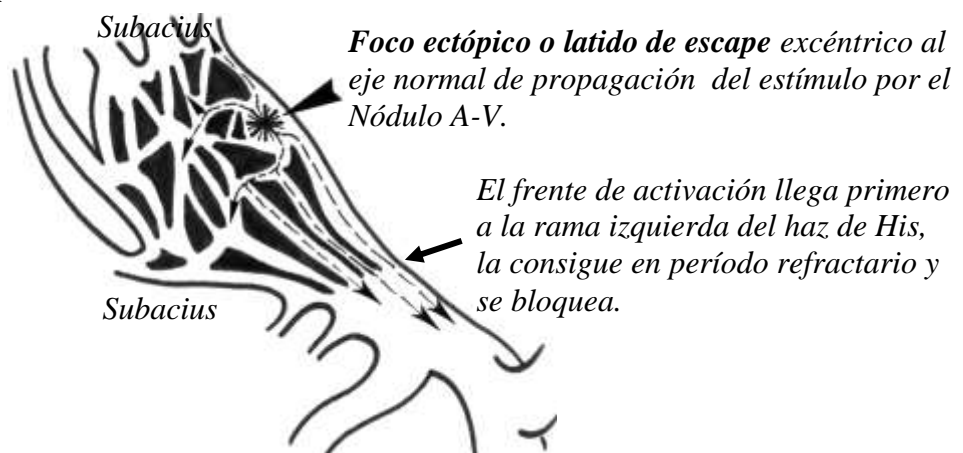 Subacius
Foco ectópico o latido de escape excéntrico al
eje normal de propagación del estímulo por el
Nódulo A-V.
El frente de activación llega primero
a la rama izquierda del haz de His,
la consigue en período refractario y
se bloquea.
Subacius